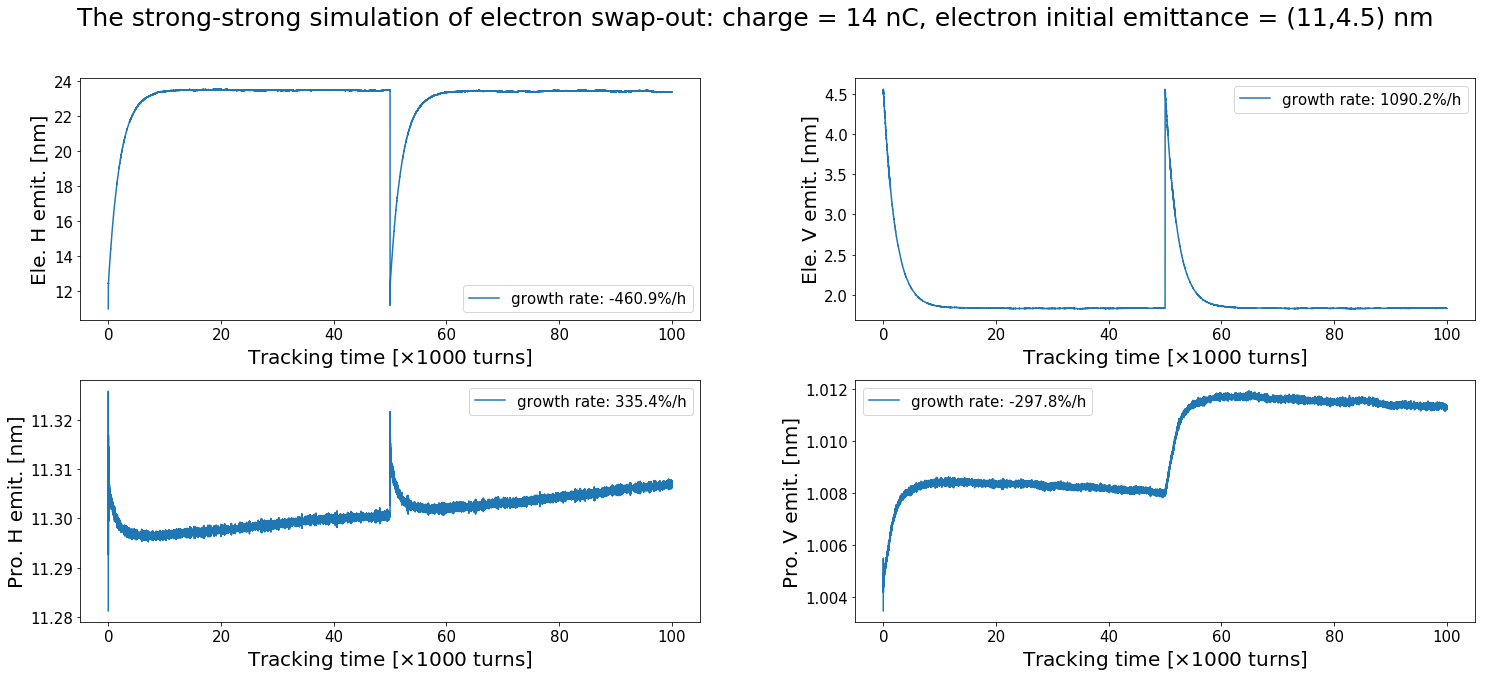 The strong-strong simulation of electron swap-out: charge = 14 nC, electron initial emittance = (11,4.5) nm
24
22
20
18
16
14
12
Ele. H emit. [nm]
growth rate: -460.9%/h
0 20 40 60 80 100
Tracking time [×1000 turns]
4.5
4.0
3.5
3.0
2.5
2.0
Ele. V emit. [nm]
growth rate: 1090.2%/h
0 20 40 60 80 100
Tracking time [×1000 turns]
11.32
11.31
11.30
11.29
11.28
Pro. H emit. [nm]
growth rate: 335.4%/h
0 20 40 60 80 100
Tracking time [×1000 turns]
1.012
1.010
1.008
1.006
1.004
Pro. V emit. [nm]
growth rate: -297.8%/h
0 20 40 60 80 100
Tracking time [×1000 turns]